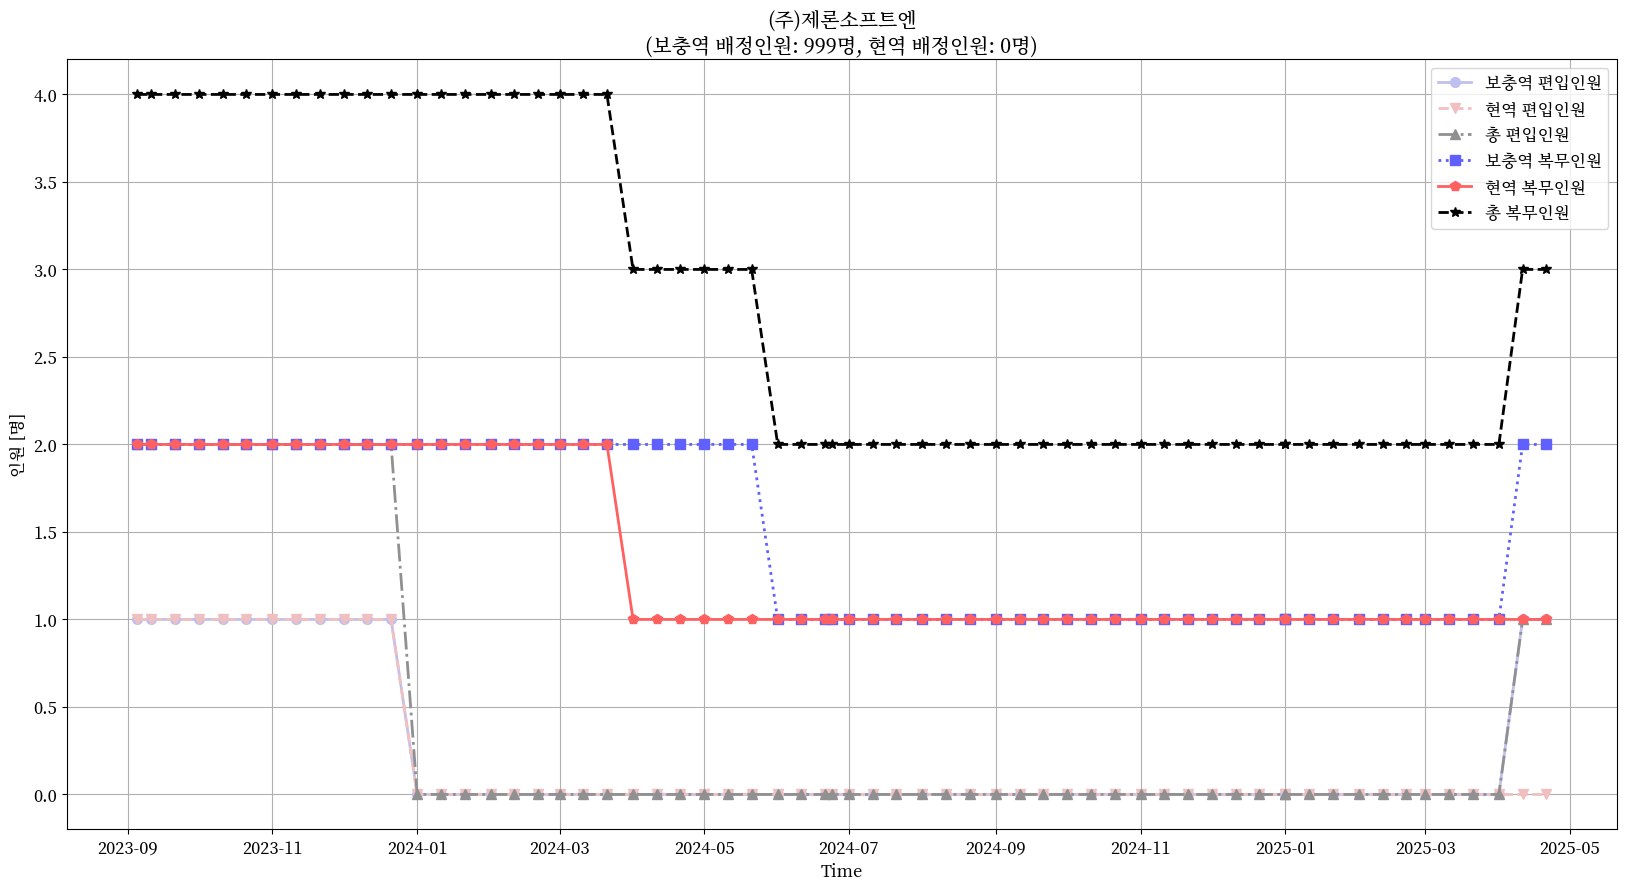 (주)제론소프트엔
(보충역 배정인원: 999명, 현역 배정인원: 0명)
보충역 편입인원
현역 편입인원
총 편입인원
보충역 복무인원
현역 복무인원
총 복무인원
인원 [명]
4.0
3.5
3.0
2.5
2.0
1.5
1.0
0.5
0.0
2023-09 2023-11 2024-01 2024-03 2024-05 2024-07 2024-09 2024-11 2025-01 2025-03 2025-05
Time